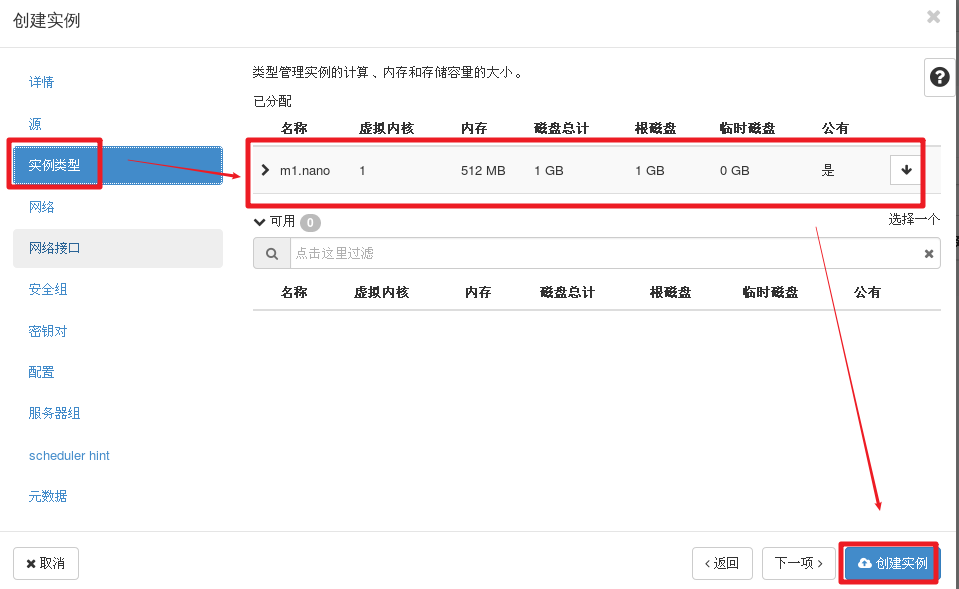 创建实例
详情
源
实例类型
网络
网络接口
安全组
密钥对
配置
服务器组
scheduler hint
元数据
类型管理实例的计算、内存和存储容量的大小。
已分配
名称 虚拟内核 内存 磁盘总计 根磁盘 临时磁盘 公有
m1.nano 1 512 MB 1 GB 1 GB 0 GB 是
可用 0 选择一个
点击这里过滤
名称 虚拟内核 内存 磁盘总计 根磁盘 临时磁盘 公有
取消 返回 下一项 创建实例